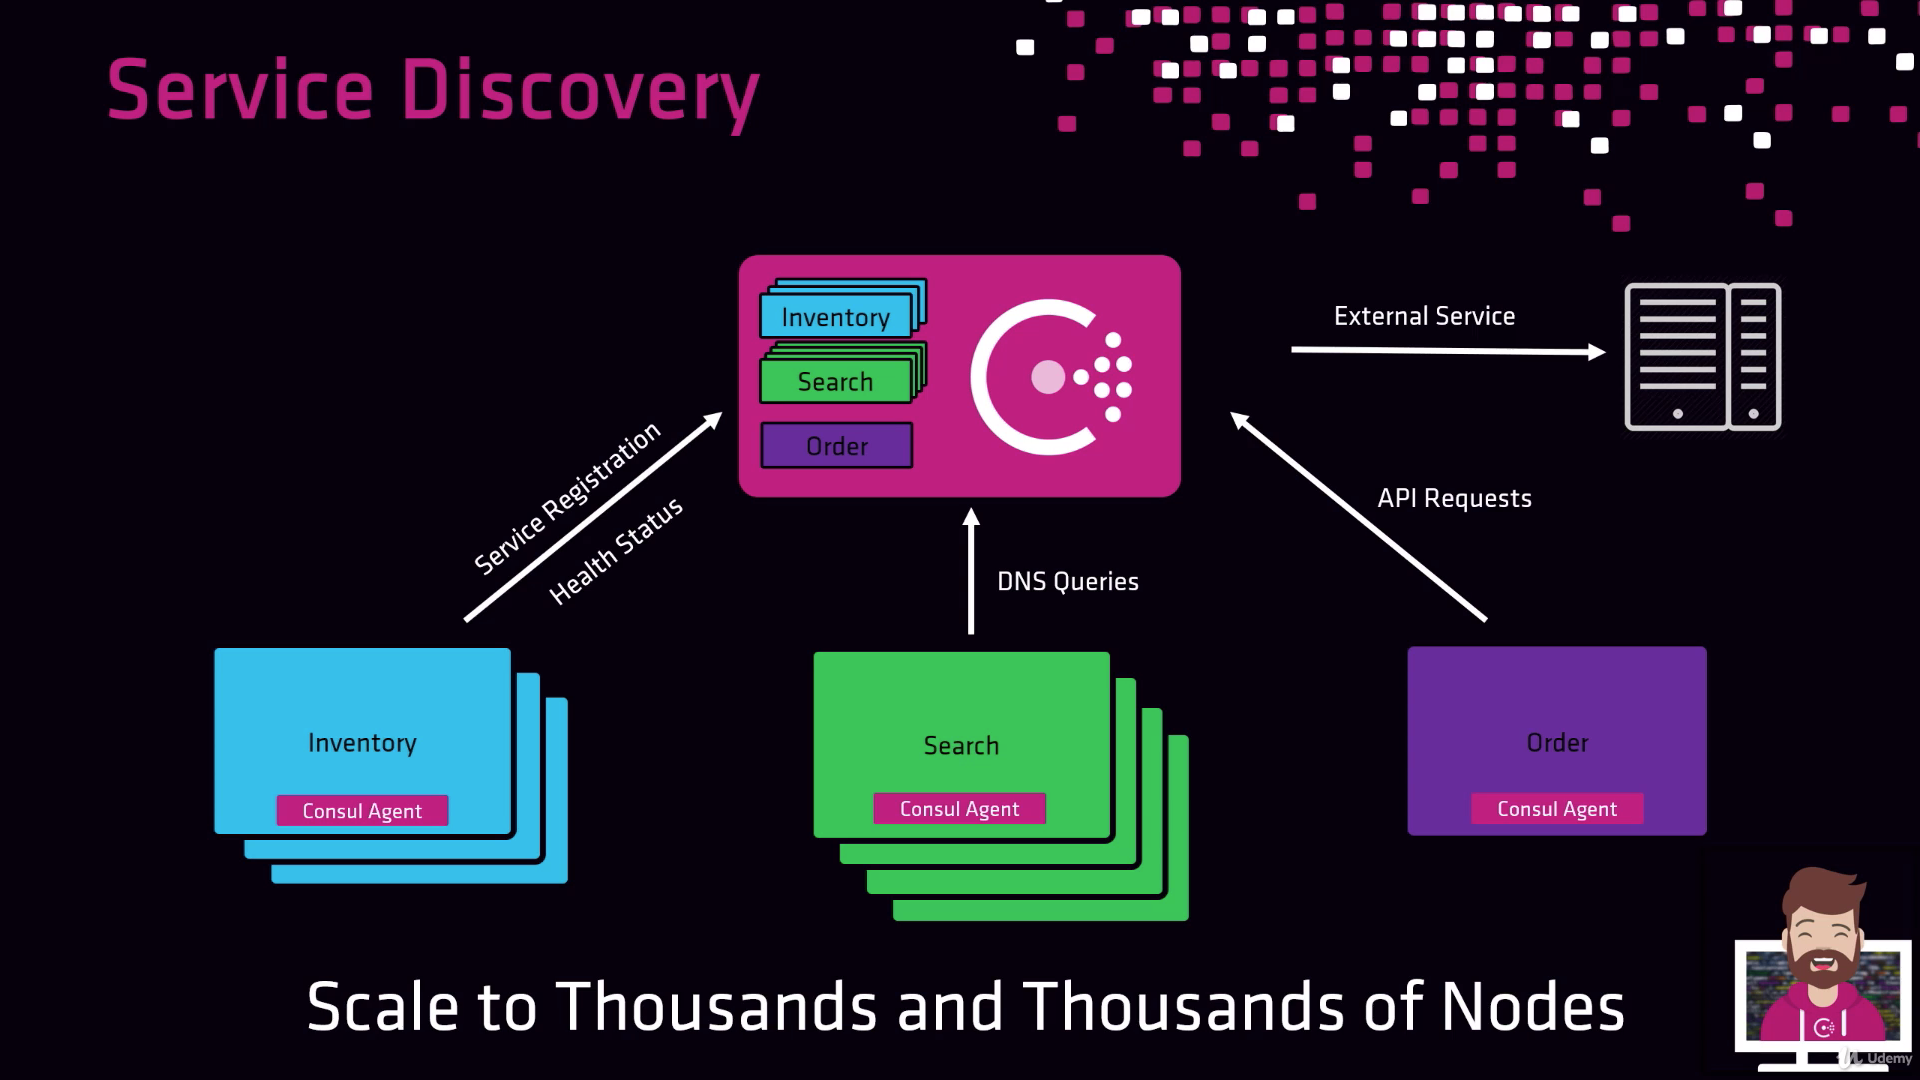 Service Discovery
Inventory
Search
Order
External Service
Service Registration
Health Status
DNS Queries
API Requests
Inventory
Consul Agent
Search
Consul Agent
Order
Consul Agent
Scale to Thousands and Thousands of Nodes
Udemy